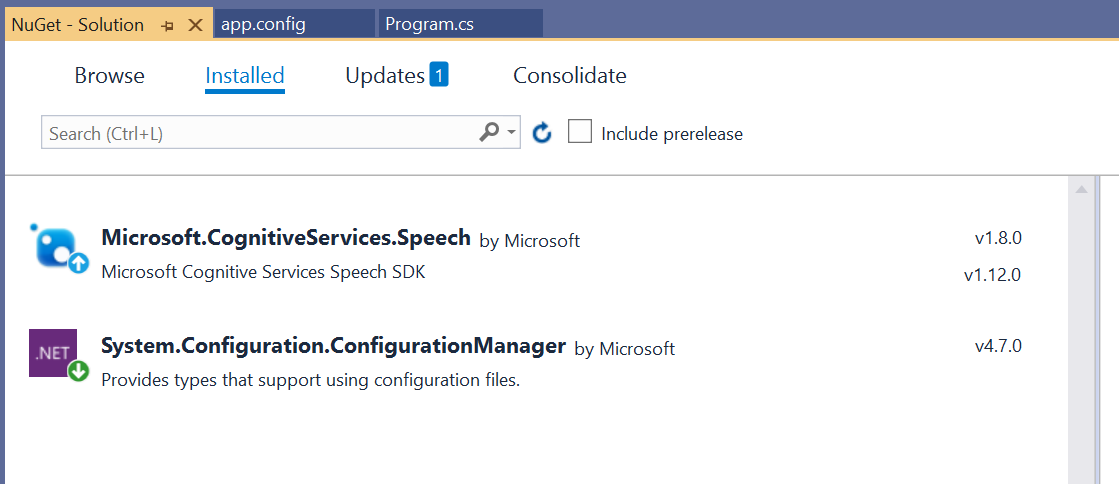 NuGet - Solution app.config Program.cs
Browse Installed Updates 1 Consolidate
Search (Ctrl+L) Include prerelease
Microsoft.CognitiveServices.Speech by Microsoft v1.8.0
Microsoft Cognitive Services Speech SDK v1.12.0
.NET System.Configuration.ConfigurationManager by Microsoft v4.7.0
Provides types that support using configuration files.